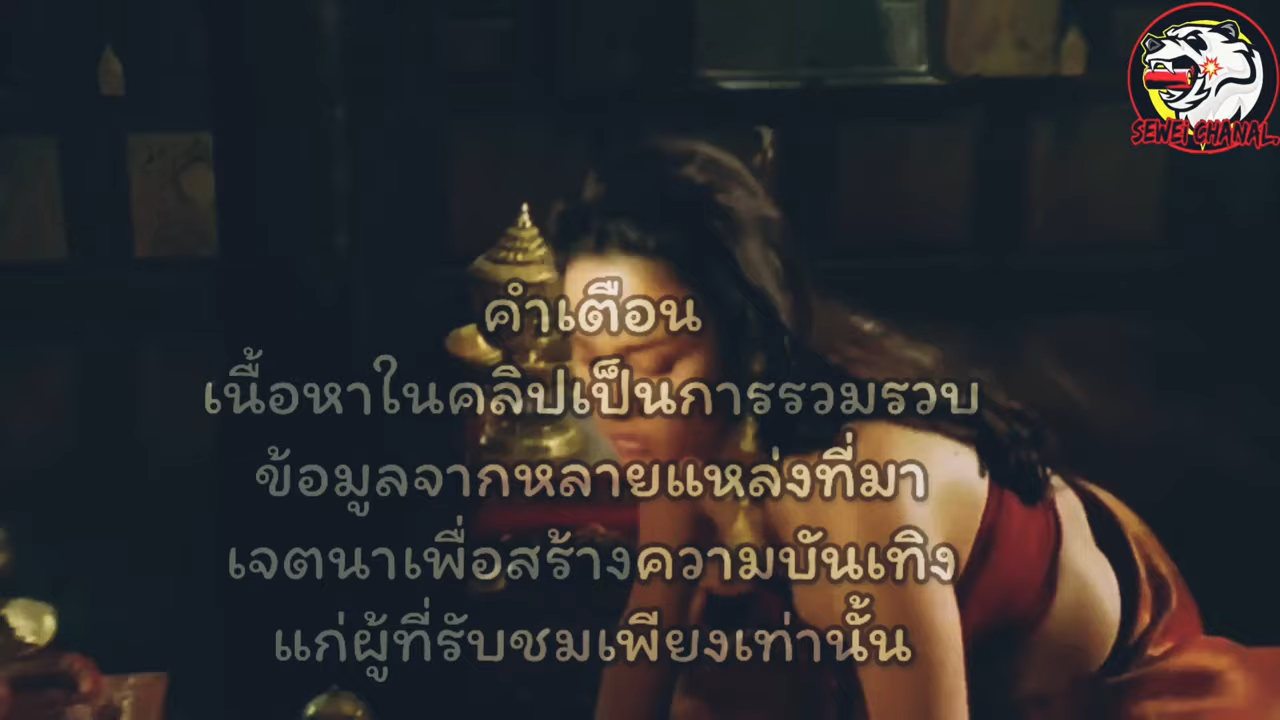 SEWEi CHANAL.
คำเตือน
เนื้อหาในคลิปเป็นการรวมรวบ
ข้อมูลจากหลายแหล่งที่มา
เจตนาเพื่อสร้างความบันเทิง
แก่ผู้ที่รับชมเพียงเท่านั้น